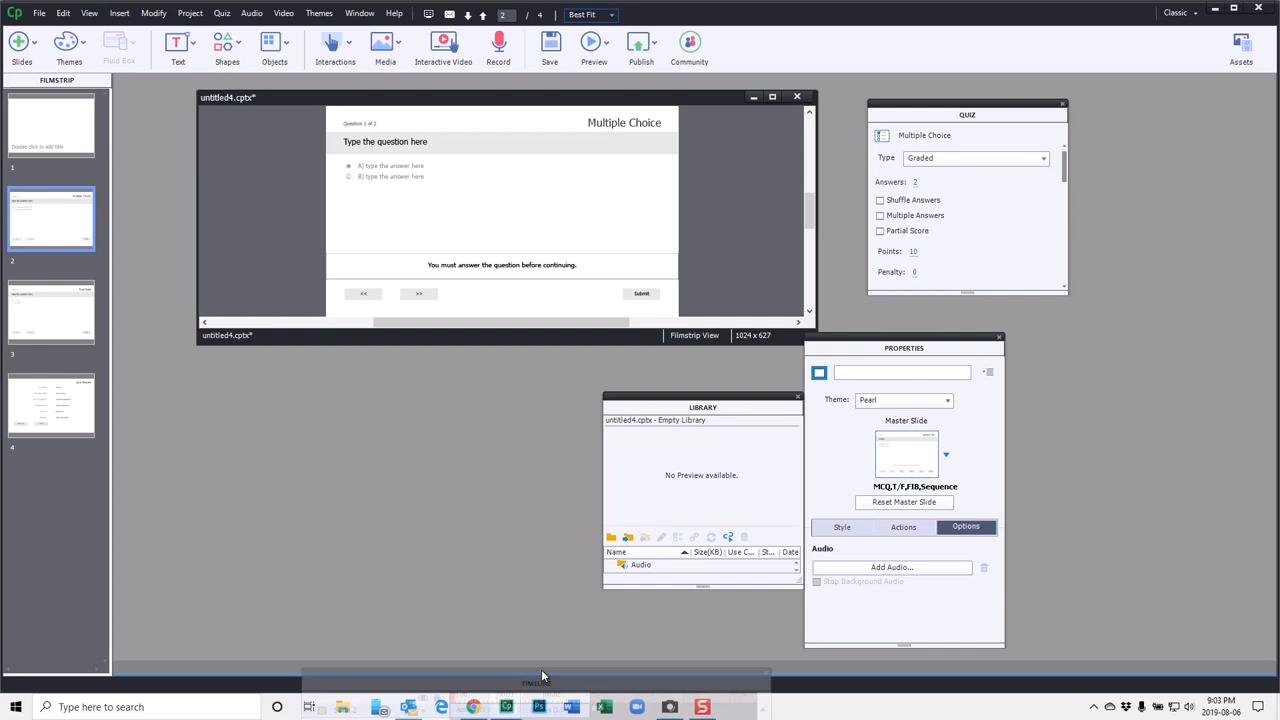 Cp File Edit View Insert Modify Project Quiz Audio Video Themes Window Help 2 / 4 Best Fit Classic
Slides Themes Fluid Box Text Shapes Objects Interactions Media Interactive Video Record Save Preview Publish Community Assets
FILMSTRIP
Double click to add title
1
2
3
4
untitled4.cptx*
Question 1 of 2
Multiple Choice
Type the question here
A) type the answer here
B) type the answer here
You must answer the question before continuing.
<< >> Submit
untitled4.cptx* Filmstrip View 1024 x 627
QUIZ
Multiple Choice
Type Graded
Answers: 2
Shuffle Answers
Multiple Answers
Partial Score
Points: 10
Penalty: 0
LIBRARY
untitled4.cptx - Empty Library
No Preview available.
Name Size(KB) Use C... St... Date
Audio
PROPERTIES
Theme: Pearl
Master Slide
MCQ,T/F,FIB,Sequence
Reset Master Slide
Style Actions Options
Audio
Add Audio...
Stop Background Audio
TIMELINE
Type here to search
9:03 PM
2019-08-06